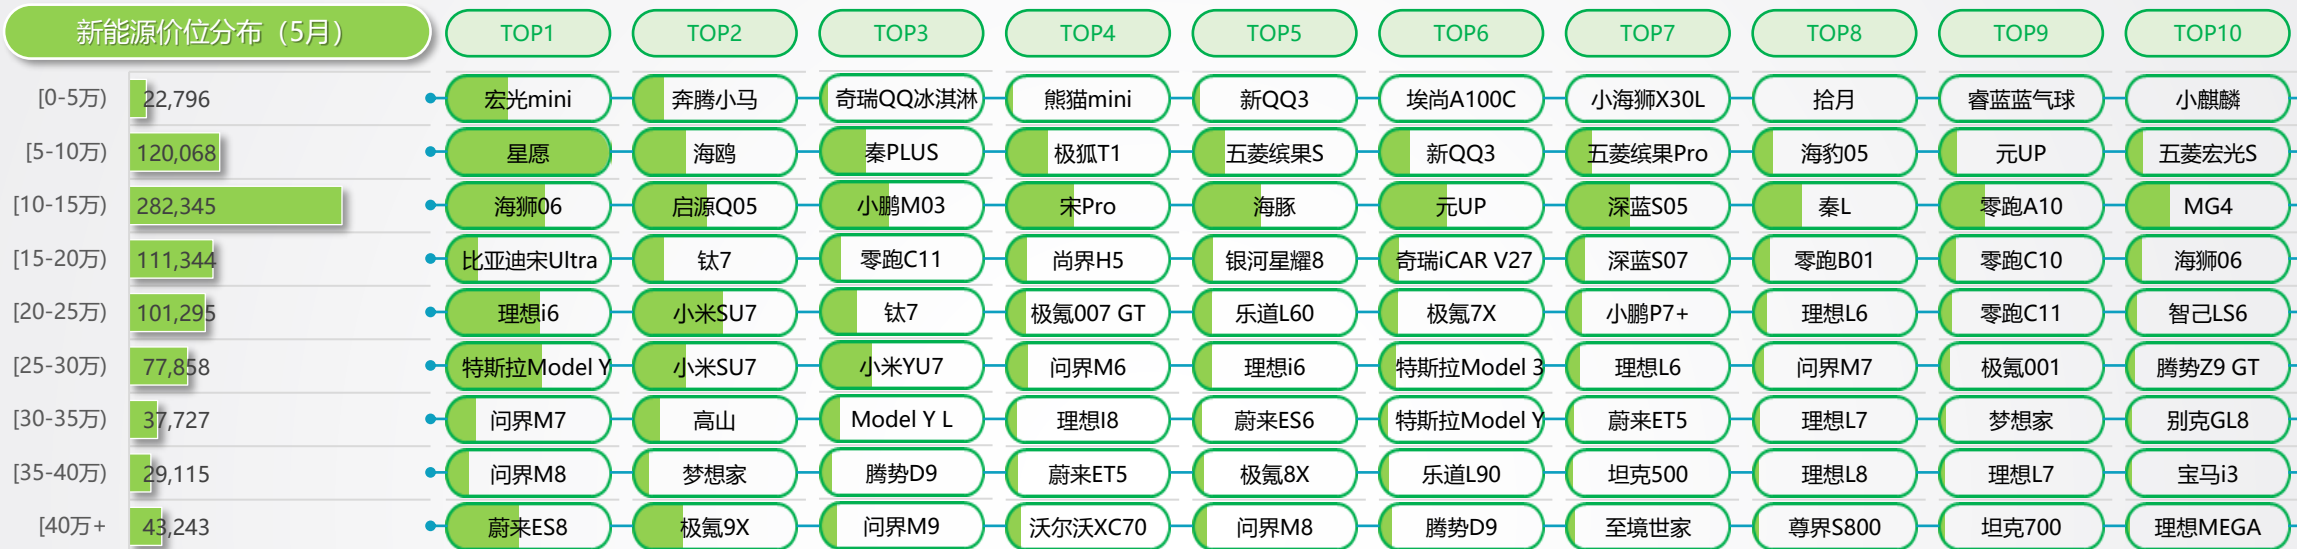 新能源价位分布（5月） TOP1 TOP2 TOP3 TOP4 TOP5 TOP6 TOP7 TOP8 TOP9 TOP10
[0-5万) 22,796 宏光mini 奔腾小马 奇瑞QQ冰淇淋 熊猫mini 新QQ3 埃尚A100C 小海狮X30L 拾月 睿蓝蓝气球 小麒麟
[5-10万) 120,068 星愿 海鸥 秦PLUS 极狐T1 五菱缤果S 新QQ3 五菱缤果Pro 海豹05 元UP 五菱宏光S
[10-15万) 282,345 海狮06 启源Q05 小鹏M03 宋Pro 海豚 元UP 深蓝S05 秦L 零跑A10 MG4
[15-20万) 111,344 比亚迪宋Ultra 钛7 零跑C11 尚界H5 银河星耀8 奇瑞iCAR V27 深蓝S07 零跑B01 零跑C10 海狮06
[20-25万) 101,295 理想i6 小米SU7 钛7 极氪007 GT 乐道L60 极氪7X 小鹏P7+ 理想L6 零跑C11 智己LS6
[25-30万) 77,858 特斯拉Model Y 小米SU7 小米YU7 问界M6 理想i6 特斯拉Model 3 理想L6 问界M7 极氪001 腾势Z9 GT
[30-35万) 37,727 问界M7 高山 Model Y L 理想I8 蔚来ES6 特斯拉Model Y 蔚来ET5 理想L7 梦想家 别克GL8
[35-40万) 29,115 问界M8 梦想家 腾势D9 蔚来ET5 极氪8X 乐道L90 坦克500 理想L8 理想L7 宝马i3
[40万+ 43,243 蔚来ES8 极氪9X 问界M9 沃尔沃XC70 问界M8 腾势D9 至境世家 尊界S800 坦克700 理想MEGA